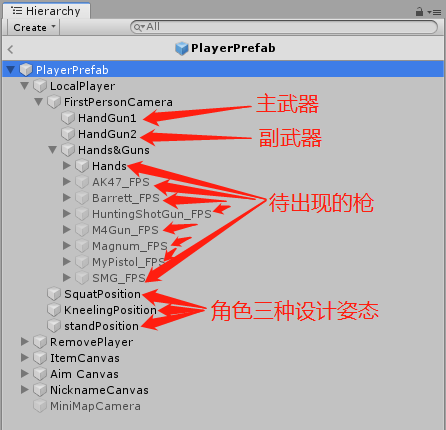 Hierarchy
Create
All
PlayerPrefab
PlayerPrefab
LocalPlayer
FirstPersonCamera
HandGun1
主武器
HandGun2
副武器
Hands&Guns
Hands
AK47_FPS
Barrett_FPS
待出现的枪
HuntingShotGun_FPS
M4Gun_FPS
Magnum_FPS
MyPistol_FPS
SMG_FPS
SquatPosition
KneelingPosition
角色三种设计姿态
standPosition
RemovePlayer
ItemCanvas
Aim Canvas
NicknameCanvas
MiniMapCamera